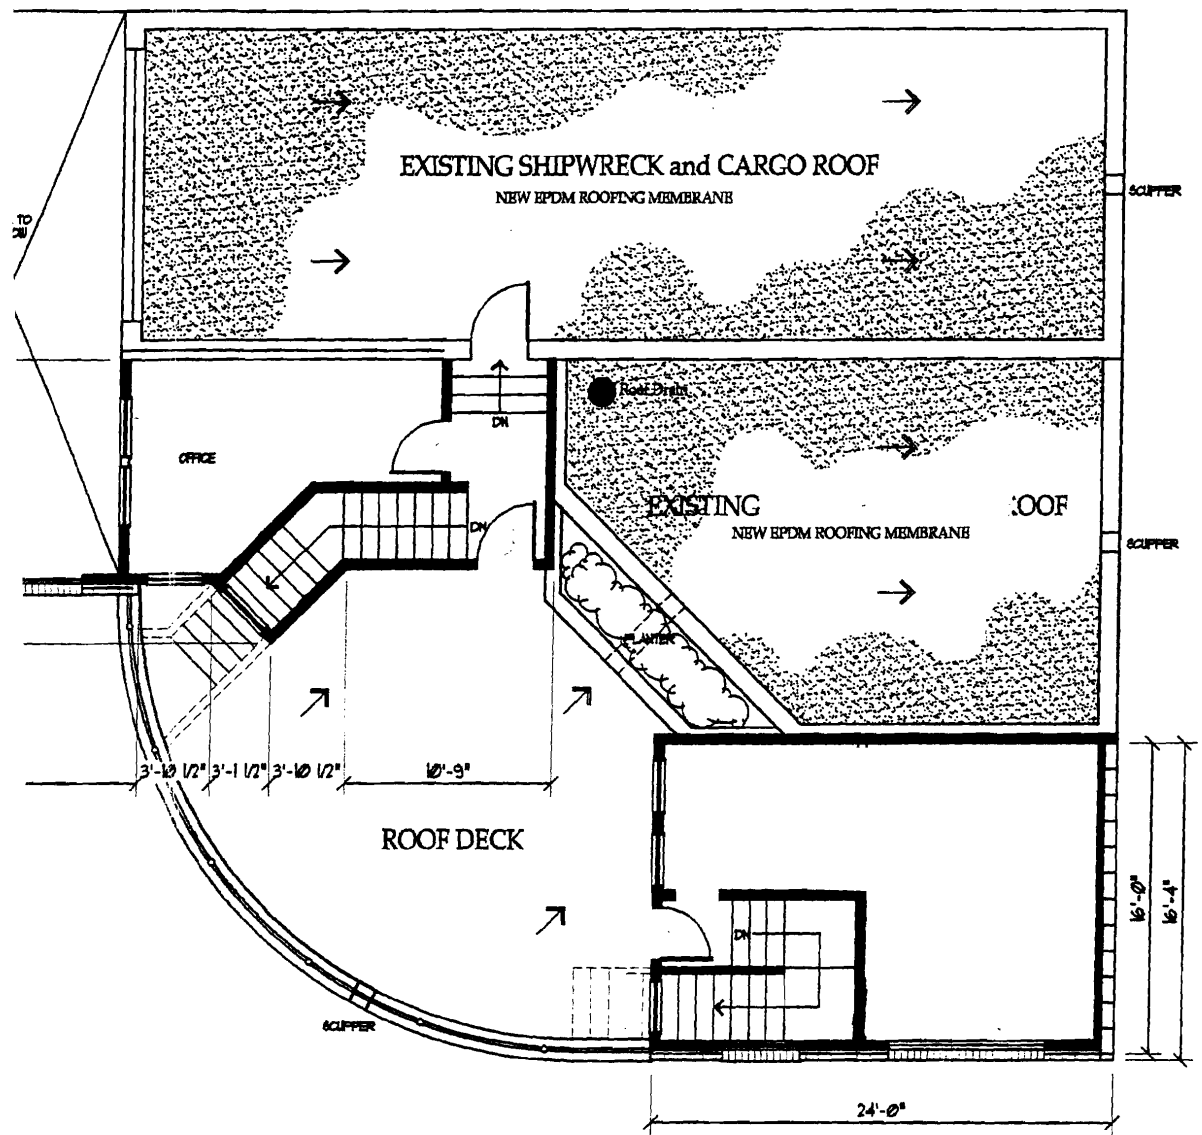 EXISTING SHIPWRECK and CARGO ROOF
NEW EPDM ROOFING MEMBRANE
SCUPPER
TO
Roof Drain
DN
OFFICE
EXISTING
OOF
NEW EPDM ROOFING MEMBRANE
DN
SCUPPER
PLANTER
3'-10 1/2" 3'-1 1/2" 3'-10 1/2" 10'-9"
ROOF DECK
16'-0"
16'-4"
DN
SCUPPER
24'-0"